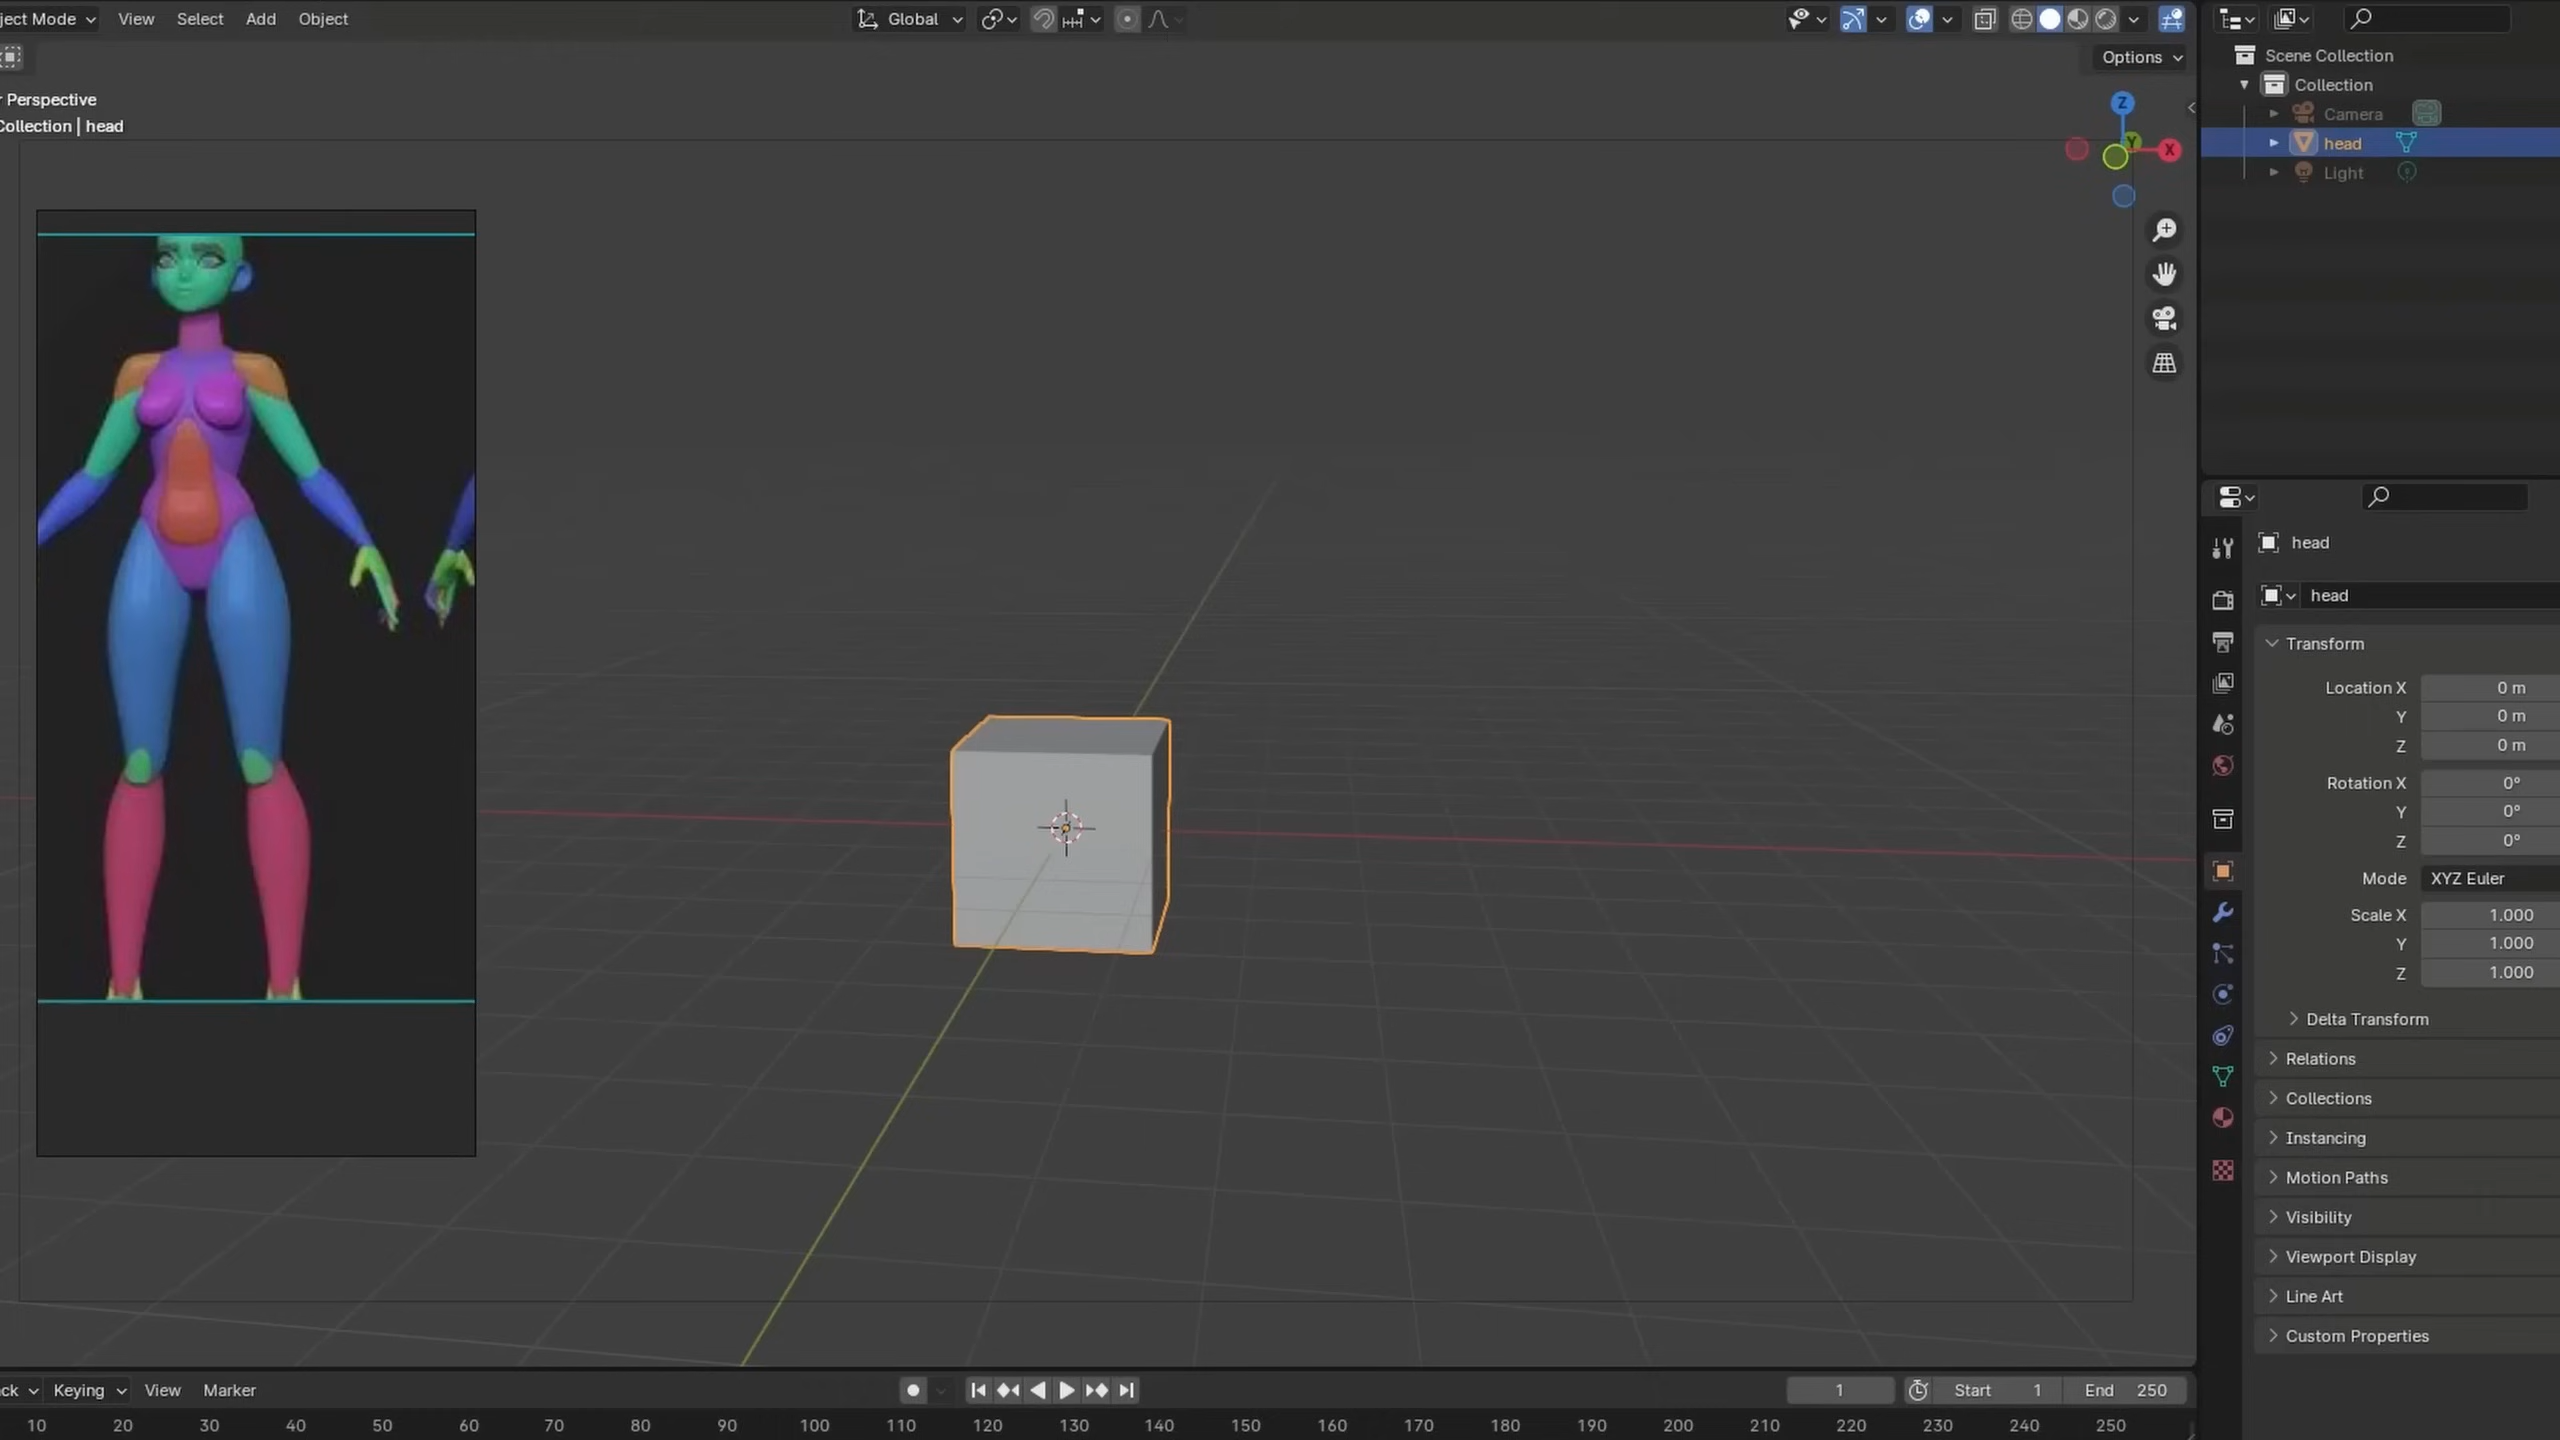 ject Mode View Select Add Object Global
Options
r Perspective
Collection | head
Z
Y
X
Scene Collection
Collection
Camera
head
Light
head
head
Transform
Location X 0 m
Y 0 m
Z 0 m
Rotation X 0°
Y 0°
Z 0°
Mode XYZ Euler
Scale X 1.000
Y 1.000
Z 1.000
Delta Transform
Relations
Collections
Instancing
Motion Paths
Visibility
Viewport Display
Line Art
Custom Properties
ack Keying View Marker 1 Start 1 End 250
10 20 30 40 50 60 70 80 90 100 110 120 130 140 150 160 170 180 190 200 210 220 230 240 250